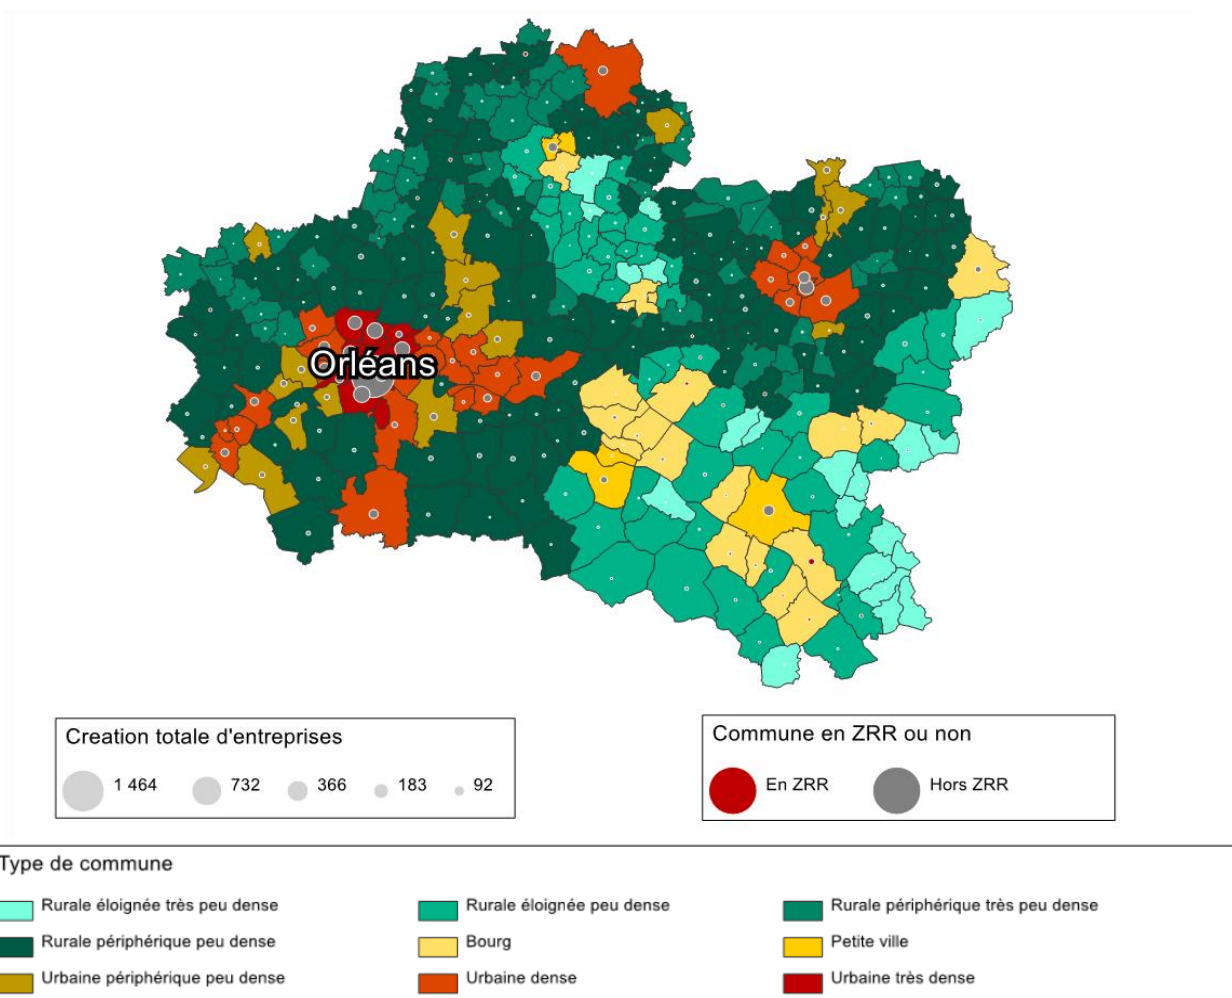 Orléans
Creation totale d'entreprises
1 464 732 366 183 92
Commune en ZRR ou non
En ZRR Hors ZRR
Type de commune
Rurale éloignée très peu dense Rurale éloignée peu dense Rurale périphérique très peu dense
Rurale périphérique peu dense Bourg Petite ville
Urbaine périphérique peu dense Urbaine dense Urbaine très dense